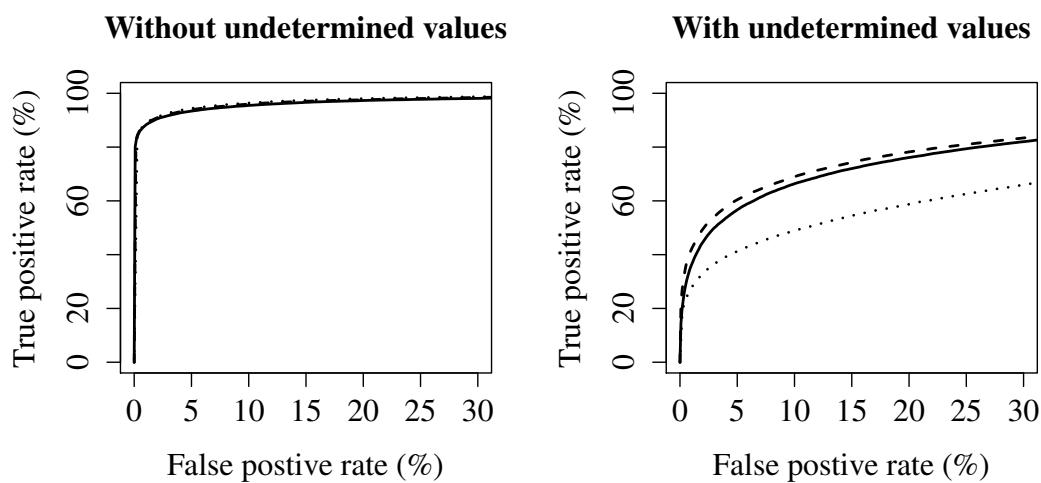 Without undetermined values
True positive rate (%)
0 20 60 100
0 5 10 15 20 25 30
False postive rate (%)
With undetermined values
True positive rate (%)
0 20 60 100
0 5 10 15 20 25 30
False postive rate (%)